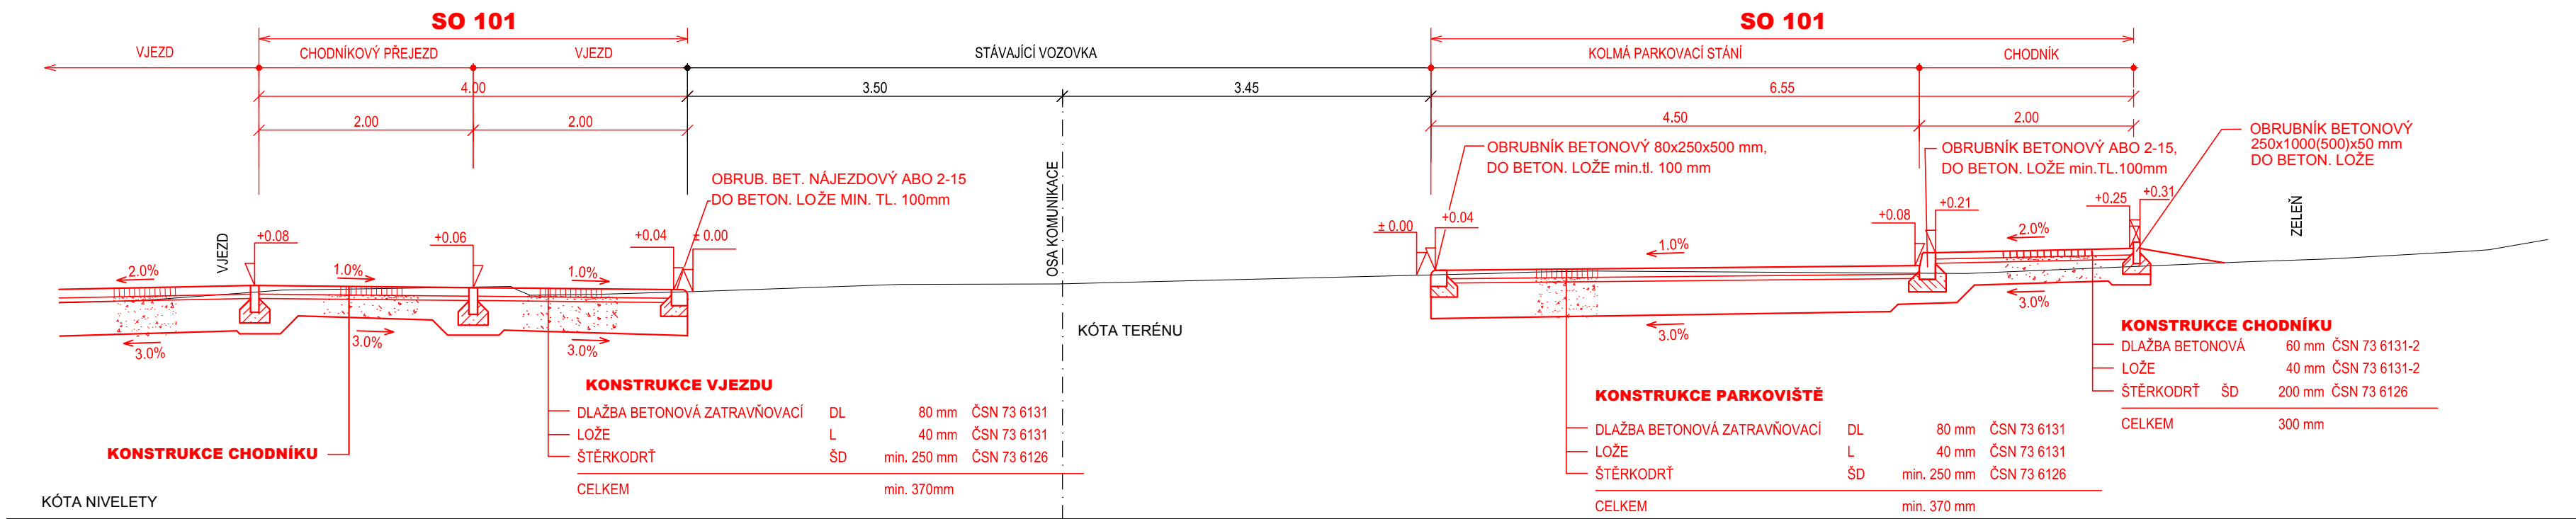 SO 101
SO 101
VJEZD
CHODNÍKOVÝ PŘEJEZD
VJEZD
STÁVAJÍCÍ VOZOVKA
KOLMÁ PARKOVACÍ STÁNÍ
CHODNÍK
4.00
3.50
3.45
6.55
2.00
2.00
4.50
2.00
OBRUB. BET. NÁJEZDOVÝ ABO 2-15
DO BETON. LOŽE MIN. TL. 100mm
OSA KOMUNIKACE
OBRUBNÍK BETONOVÝ 80x250x500 mm,
DO BETON. LOŽE min.tl. 100 mm
OBRUBNÍK BETONOVÝ ABO 2-15,
DO BETON. LOŽE min.TL.100mm
OBRUBNÍK BETONOVÝ
250x1000(500)x50 mm
DO BETON. LOŽE
ZELEŇ
VJEZD
+0.08
+0.06
+0.04
± 0.00
± 0.00
+0.04
+0.08
+0.21
+0.25
+0.31
2.0%
1.0%
1.0%
1.0%
2.0%
3.0%
3.0%
3.0%
3.0%
3.0%
KÓTA TERÉNU
KONSTRUKCE VJEZDU
DLAŽBA BETONOVÁ ZATRAVŇOVACÍ DL 80 mm ČSN 73 6131
LOŽE L 40 mm ČSN 73 6131
ŠTĚRKODRŤ ŠD min. 250 mm ČSN 73 6126
CELKEM min. 370mm
KONSTRUKCE CHODNÍKU
KONSTRUKCE PARKOVIŠTĚ
DLAŽBA BETONOVÁ ZATRAVŇOVACÍ DL 80 mm ČSN 73 6131
LOŽE L 40 mm ČSN 73 6131
ŠTĚRKODRŤ ŠD min. 250 mm ČSN 73 6126
CELKEM min. 370 mm
KONSTRUKCE CHODNÍKU
DLAŽBA BETONOVÁ 60 mm ČSN 73 6131-2
LOŽE 40 mm ČSN 73 6131-2
ŠTĚRKODRŤ ŠD 200 mm ČSN 73 6126
CELKEM 300 mm
KÓTA NIVELETY